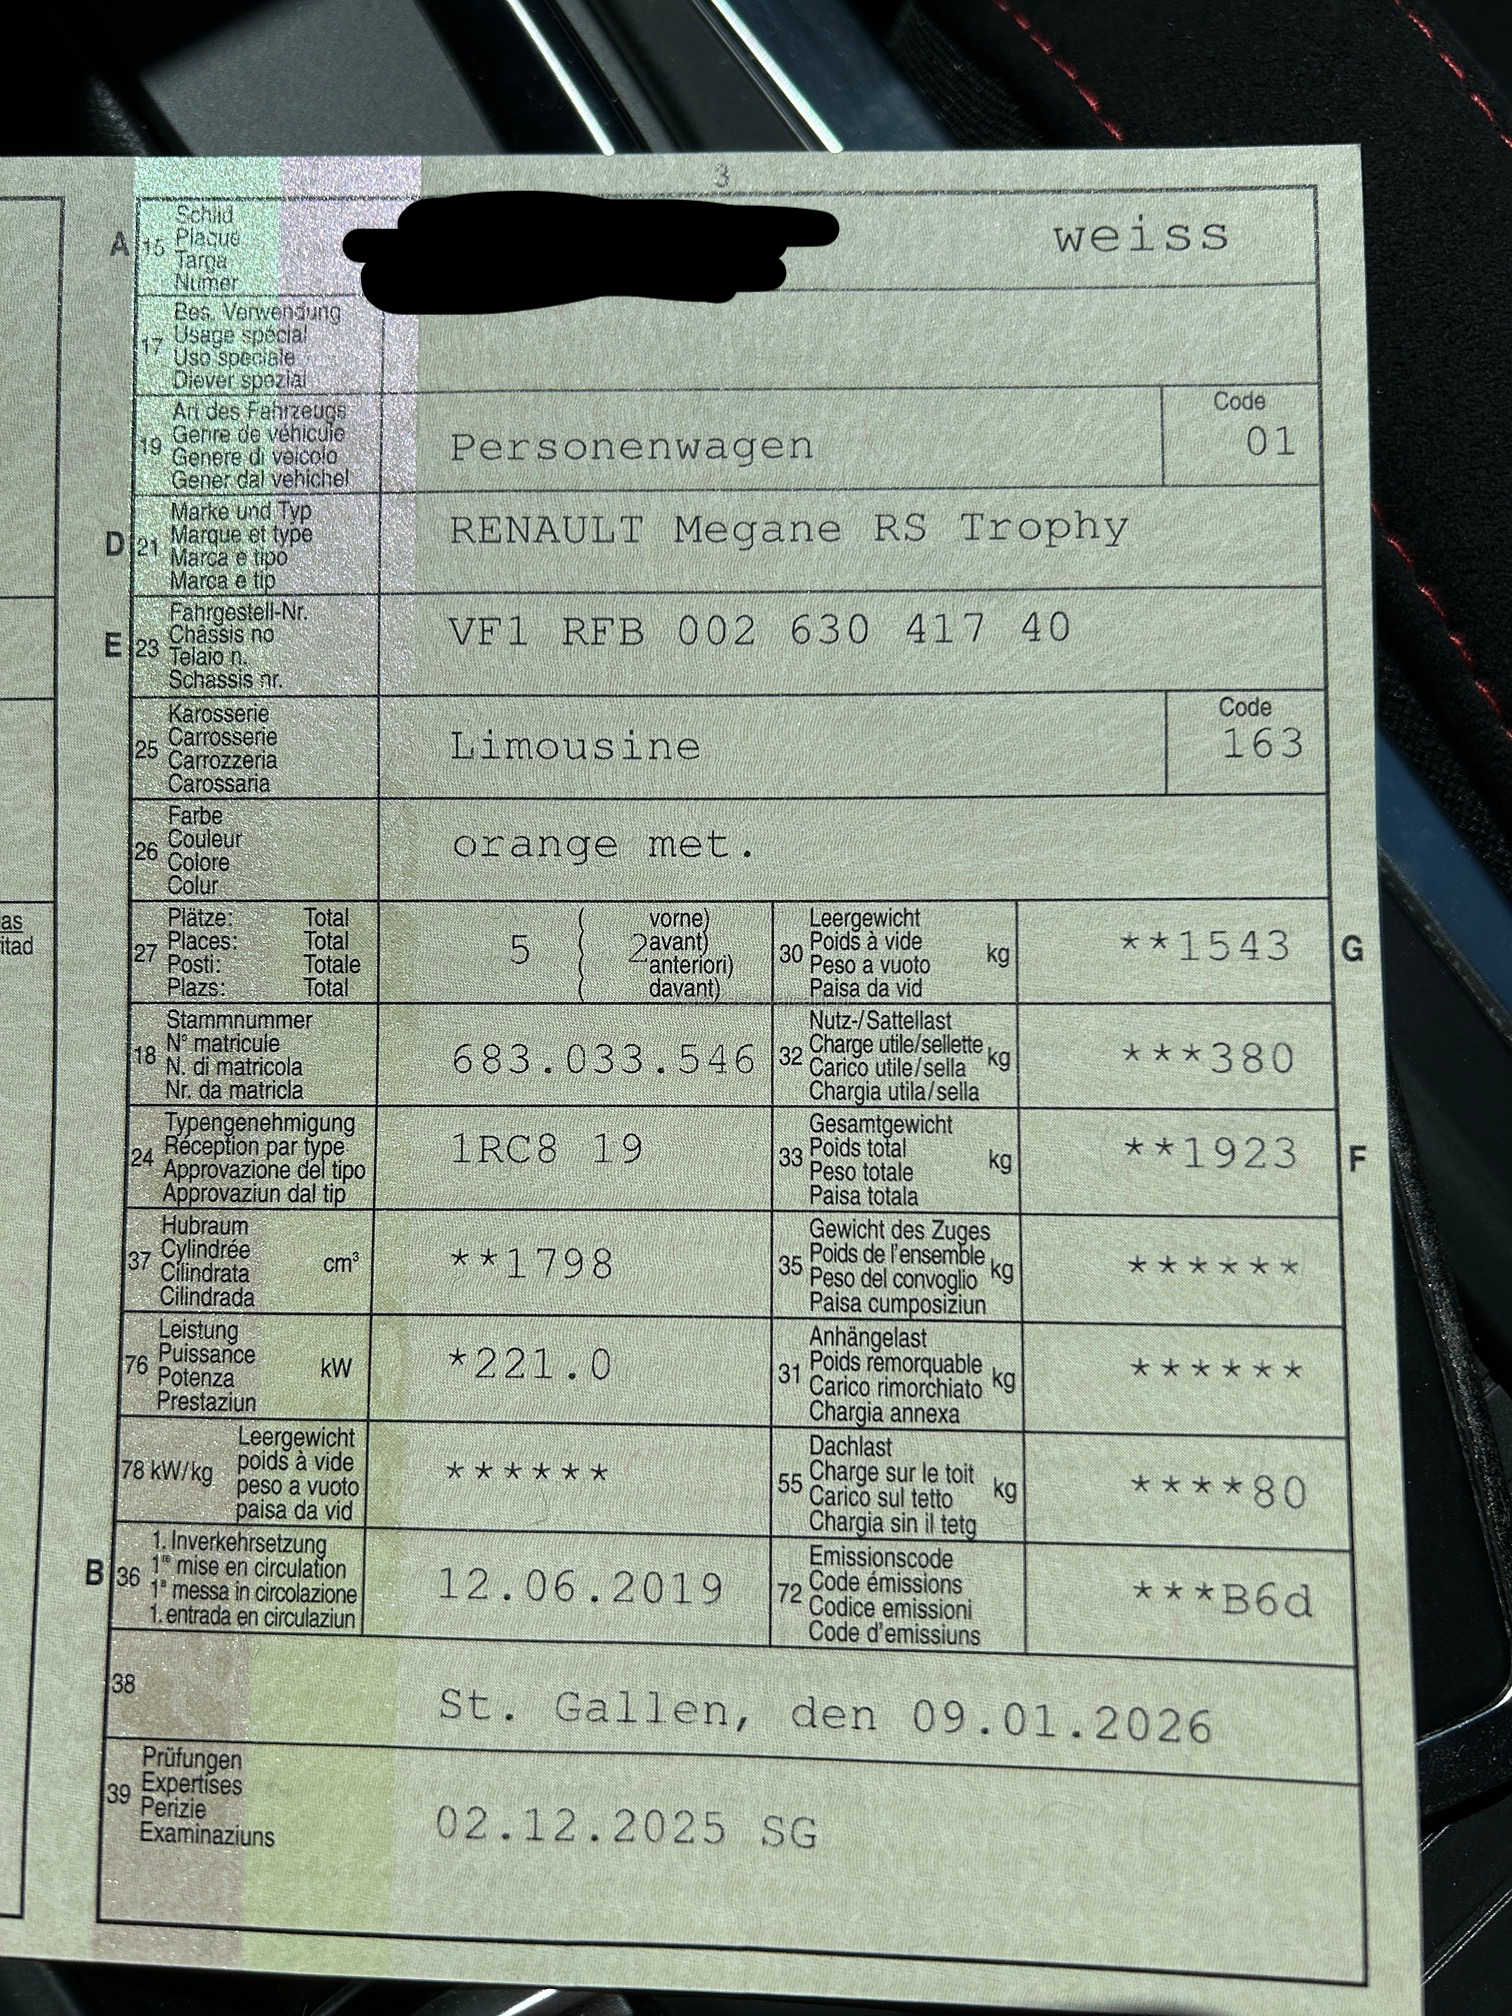 3
A 15 Schild weiss
Plaque
Targa
Numer
17 Bes. Verwendung
Usage spécial
Uso speciale
Diever spezial
19 Art des Fahrzeugs Personenwagen Code 01
Genre de véhicule
Genere di veicolo
Gener dal vehichel
D 21 Marke und Typ RENAULT Megane RS Trophy
Marque et type
Marca e tipo
Marca e tip
E 23 Fahrgestell-Nr. VF1 RFB 002 630 417 40
Châssis no
Telaio n.
Schassis nr.
25 Karosserie Limousine Code 163
Carrosserie
Carrozzeria
Carossaria
26 Farbe orange met.
Couleur
Colore
Colur
as
itad
27 Plätze: Total 5 ( 2 vorne)
Places: Total avant)
Posti: Totale anteriori)
Plazs: Total davant)
30 Leergewicht kg **1543 G
Poids à vide
Peso a vuoto
Paisa da vid
18 Stammnummer 683.033.546
N° matricule
N. di matricola
Nr. da matricla
32 Nutz-/Sattellast kg ***380
Charge utile/sellette
Carico utile/sella
Chargia utila/sella
24 Typengenehmigung 1RC8 19
Réception par type
Approvazione del tipo
Approvaziun dal tip
33 Gesamtgewicht kg **1923 F
Poids total
Peso totale
Paisa totala
37 Hubraum cm³ **1798
Cylindrée
Cilindrata
Cilindrada
35 Gewicht des Zuges kg ******
Poids de l'ensemble
Peso del convoglio
Paisa cumposiziun
76 Leistung kW *221.0
Puissance
Potenza
Prestaziun
31 Anhängelast kg ******
Poids remorquable
Carico rimorchiato
Chargia annexa
78 kW/kg Leergewicht ******
poids à vide
peso a vuoto
paisa da vid
55 Dachlast kg ****80
Charge sur le toit
Carico sul tetto
Chargia sin il tetg
B 36 1. Inverkehrsetzung 12.06.2019
1re mise en circulation
1a messa in circolazione
1. entrada en circulaziun
72 Emissionscode ***B6d
Code émissions
Codice emissioni
Code d'emissiuns
38 St. Gallen, den 09.01.2026
39 Prüfungen 02.12.2025 SG
Expertises
Perizie
Examinaziuns